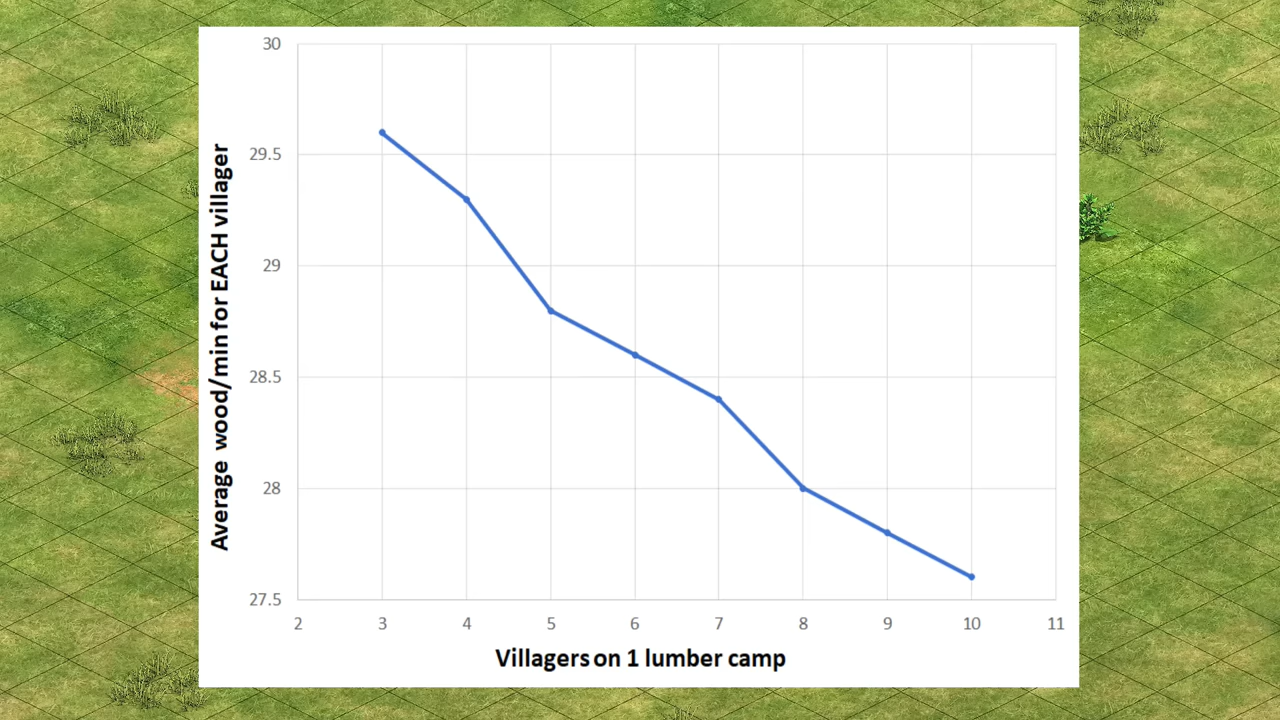 30
29.5
29
28.5
28
27.5
Average wood/min for EACH villager
2 3 4 5 6 7 8 9 10 11
Villagers on 1 lumber camp